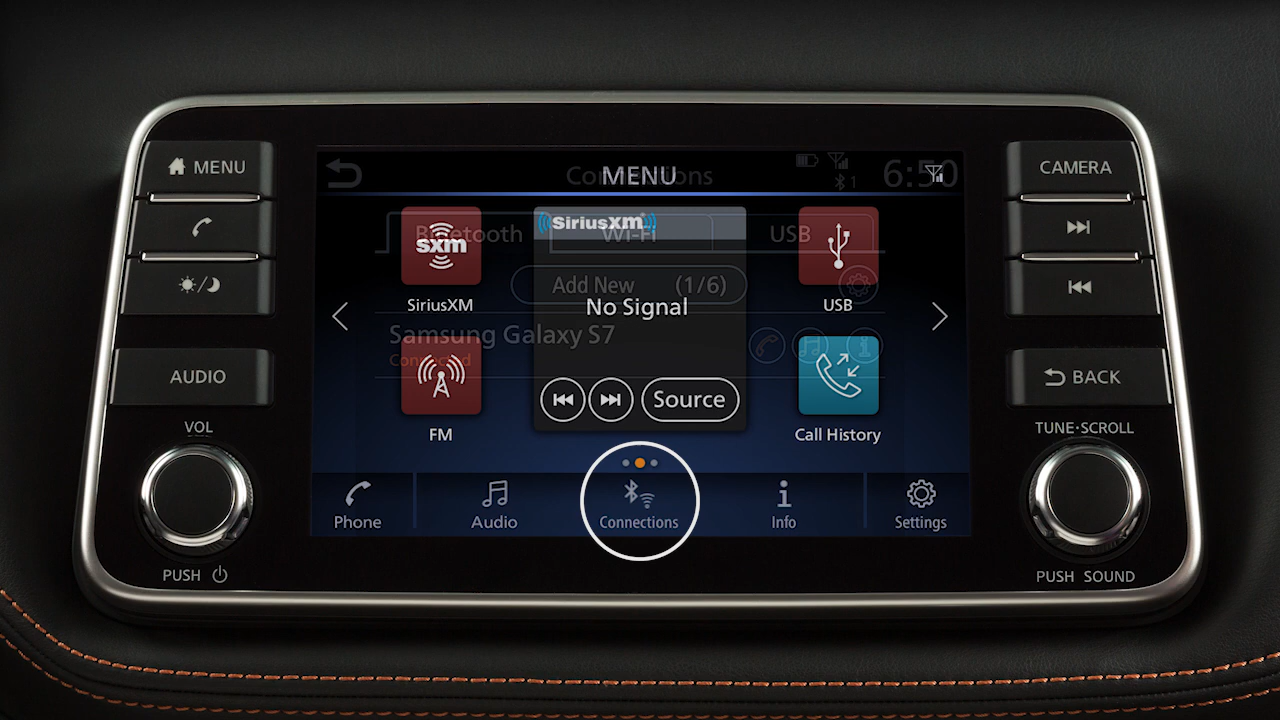 MENU
CAMERA
MENU
Connections
1
6:50
SiriusXM
Bluetooth
Wi-Fi
USB
sxm
Add New (1/6)
SiriusXM
No Signal
USB
Samsung Galaxy S7
Connected
AUDIO
BACK
Source
VOL
FM
Call History
TUNE·SCROLL
Phone
Audio
Connections
Info
Settings
PUSH
PUSH SOUND